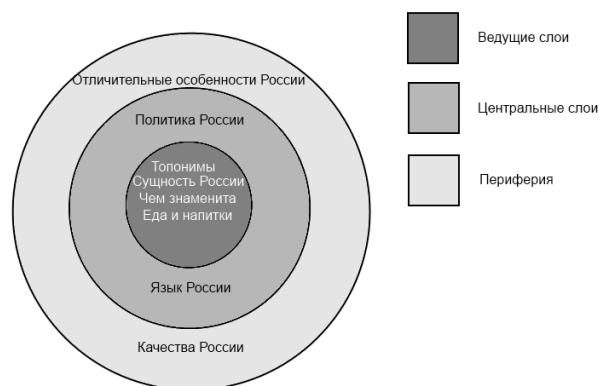 Отличительные особенности России
Политика России
Топонимы
Сущность России
Чем знаменита
Еда и напитки
Язык России
Качества России
Ведущие слои
Центральные слои
Периферия